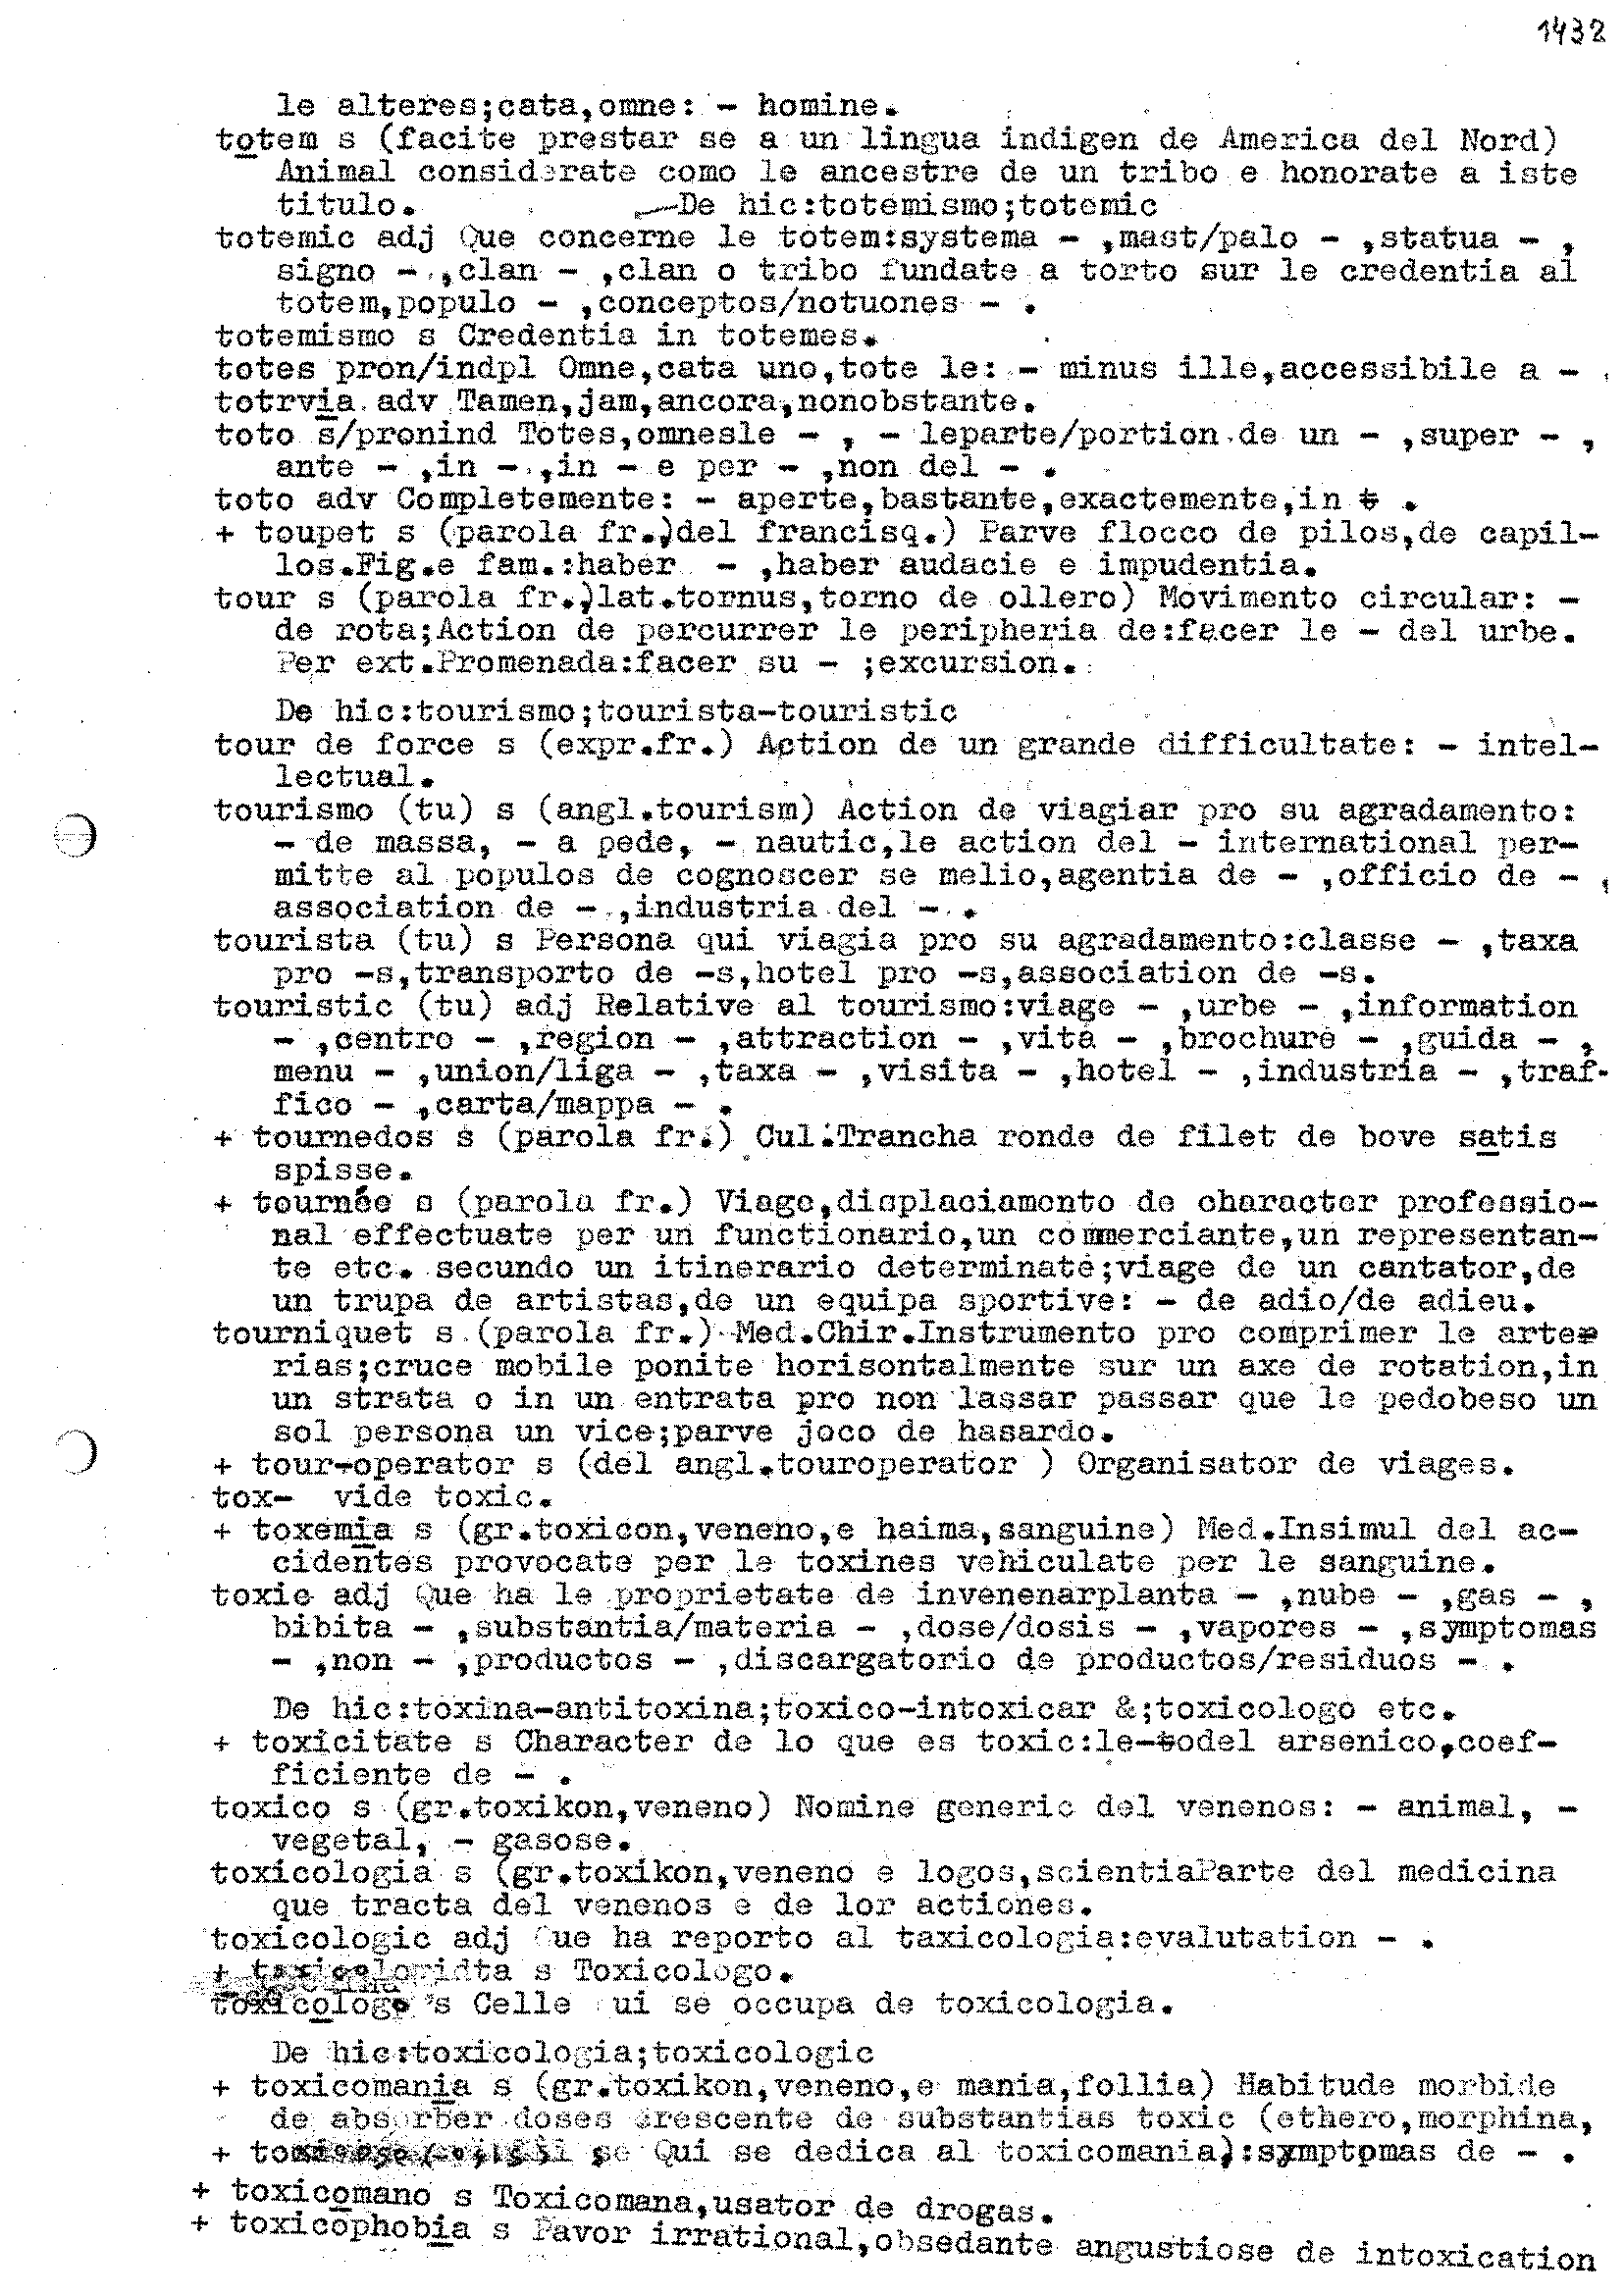 1432
le alteres;cata,omne: - homine.
totem s (facite prestar se a un lingua indigen de America del Nord)
Animal considerate como le ancestre de un tribo e honorate a iste
titulo. De hic:totemismo;totemic
totemic adj Que concerne le totem:systema - ,mast/palo - ,statua - ,
signo - ,clan - ,clan o tribo fundate a torto sur le credentia al
totem,populo - ,conceptos/notuones - .
totemismo s Credentia in totemes.
totes pron/indpl Omne,cata uno,tote le: - minus ille,accessibile a - .
totrvia adv Tamen,jam,ancora,nonobstante.
toto s/pronind Totes,omnesle - , - leparte/portion de un - ,super - ,
ante - ,in - ,in - e per - ,non del - .
toto adv Completemente: - aperte,bastante,exactemente,in t .
+ toupet s (parola fr.)del francisq.) Parve flocco de pilos,de capil-
los.Fig.e fam.:haber - ,haber audacie e impudentia.
tour s (parola fr.)lat.tornus,torno de ollero) Movimento circular: -
de rota;Action de percurrer le peripheria de:facer le - del urbe.
Per ext.Promenada:facer su - ;excursion.
De hic:tourismo;tourista-touristic
tour de force s (expr.fr.) Action de un grande difficultate: - intel-
lectual.
tourismo (tu) s (angl.tourism) Action de viagiar pro su agradamento:
- de massa, - a pede, - nautic,le action del - international per-
mitte al populos de cognoscer se melio,agentia de - ,officio de - ,
association de - ,industria del - .
tourista (tu) s Persona qui viagia pro su agradamento:classe - ,taxa
pro -s,transporto de -s,hotel pro -s,association de -s.
touristic (tu) adj Relative al tourismo:viage - ,urbe - ,information
- ,centro - ,region - ,attraction - ,vita - ,brochure - ,guida - ,
menu - ,union/liga - ,taxa - ,visita - ,hotel - ,industria - ,traf-
fico - ,carta/mappa - .
+ tournedos s (parola fr.) Cul.Trancha ronde de filet de bove satis
spisse.
+ tournée s (parola fr.) Viage,displaciamento de character professio-
nal effectuate per un functionario,un commerciante,un representan-
te etc. secundo un itinerario determinate;viage de un cantator,de
un trupa de artistas,de un equipa sportive: - de adio/de adieu.
tourniquet s (parola fr.) Med.Chir.Instrumento pro comprimer le arte-
rias;cruce mobile ponite horisontalmente sur un axe de rotation,in
un strata o in un entrata pro non lassar passar que le pedobeso un
sol persona un vice;parve joco de hasardo.
+ tour-operator s (del angl.touroperator ) Organisator de viages.
tox- vide toxic.
+ toxemia s (gr.toxicon,veneno,e haima,sanguine) Med.Insimul del ac-
cidentes provocate per le toxines vehiculate per le sanguine.
toxic adj Que ha le proprietate de invenenarplanta - ,nube - ,gas - ,
bibita - ,substantia/materia - ,dose/dosis - ,vapores - ,symptomas
- ,non - ,productos - ,discargatorio de productos/residuos - .
De hic:toxina-antitoxina;toxico-intoxicar &;toxicologo etc.
+ toxicitate s Character de lo que es toxic:le-todel arsenico,coef-
ficiente de - .
toxico s (gr.toxikon,veneno) Nomine generic del venenos: - animal, -
vegetal, - gasose.
toxicologia s (gr.toxikon,veneno e logos,scientiaParte del medicina
que tracta del venenos e de lor actiones.
toxicologic adj Que ha reporto al taxicologia:evalutation - .
+ s Toxicologo.
toxicologo s Celle ui se occupa de toxicologia.
De hic:toxicologia;toxicologic
+ toxicomania s (gr.toxikon,veneno,e mania,follia) Habitude morbide
de absorber doses crescente de substantias toxic (ethero,morphina,
+ Qui se dedica al toxicomania):symptomas de - .
+ toxicomano s Toxicomana,usator de drogas.
+ toxicophobia s Pavor irrational,obsedante angustiose de intoxication